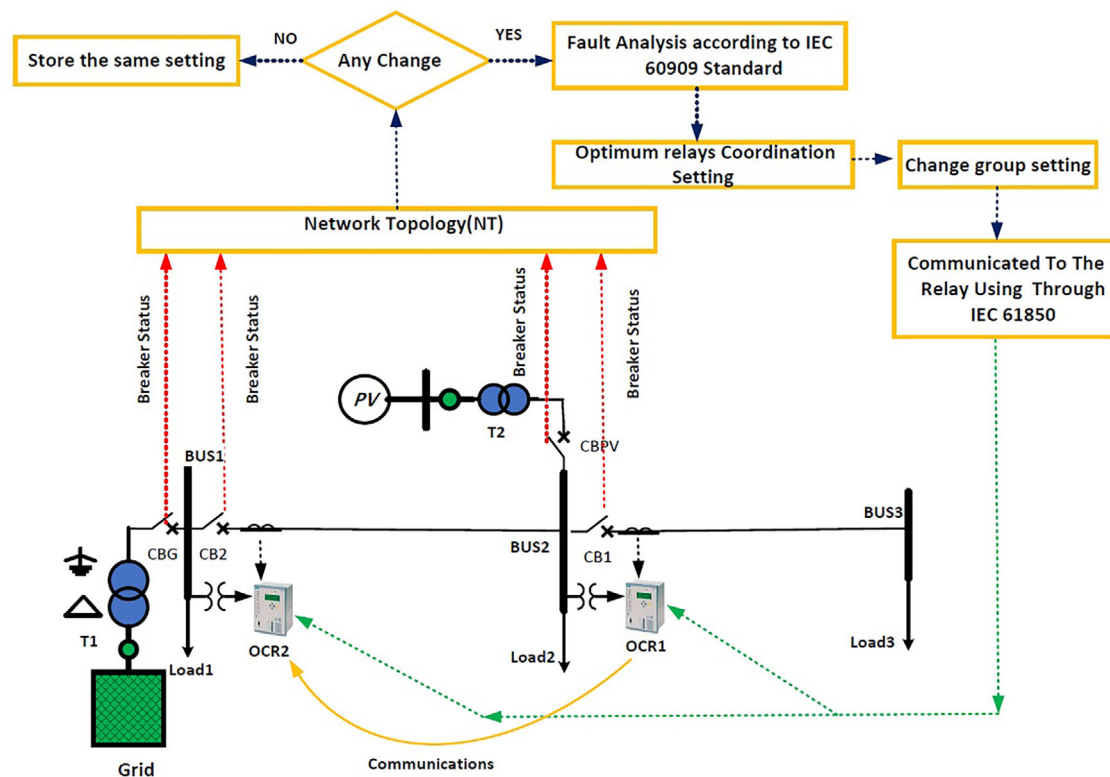 NO
YES
Store the same setting
Any Change
Fault Analysis according to IEC
60909 Standard
Optimum relays Coordination
Setting
Change group setting
Network Topology(NT)
Communicated To The
Relay Using  Through
IEC 61850
Breaker Status
Breaker Status
Breaker Status
Breaker Status
PV
T2
CBPV
BUS1
BUS3
CBG
CB2
BUS2
CB1
T1
Load1
OCR2
Load2
OCR1
Load3
Communications
Grid